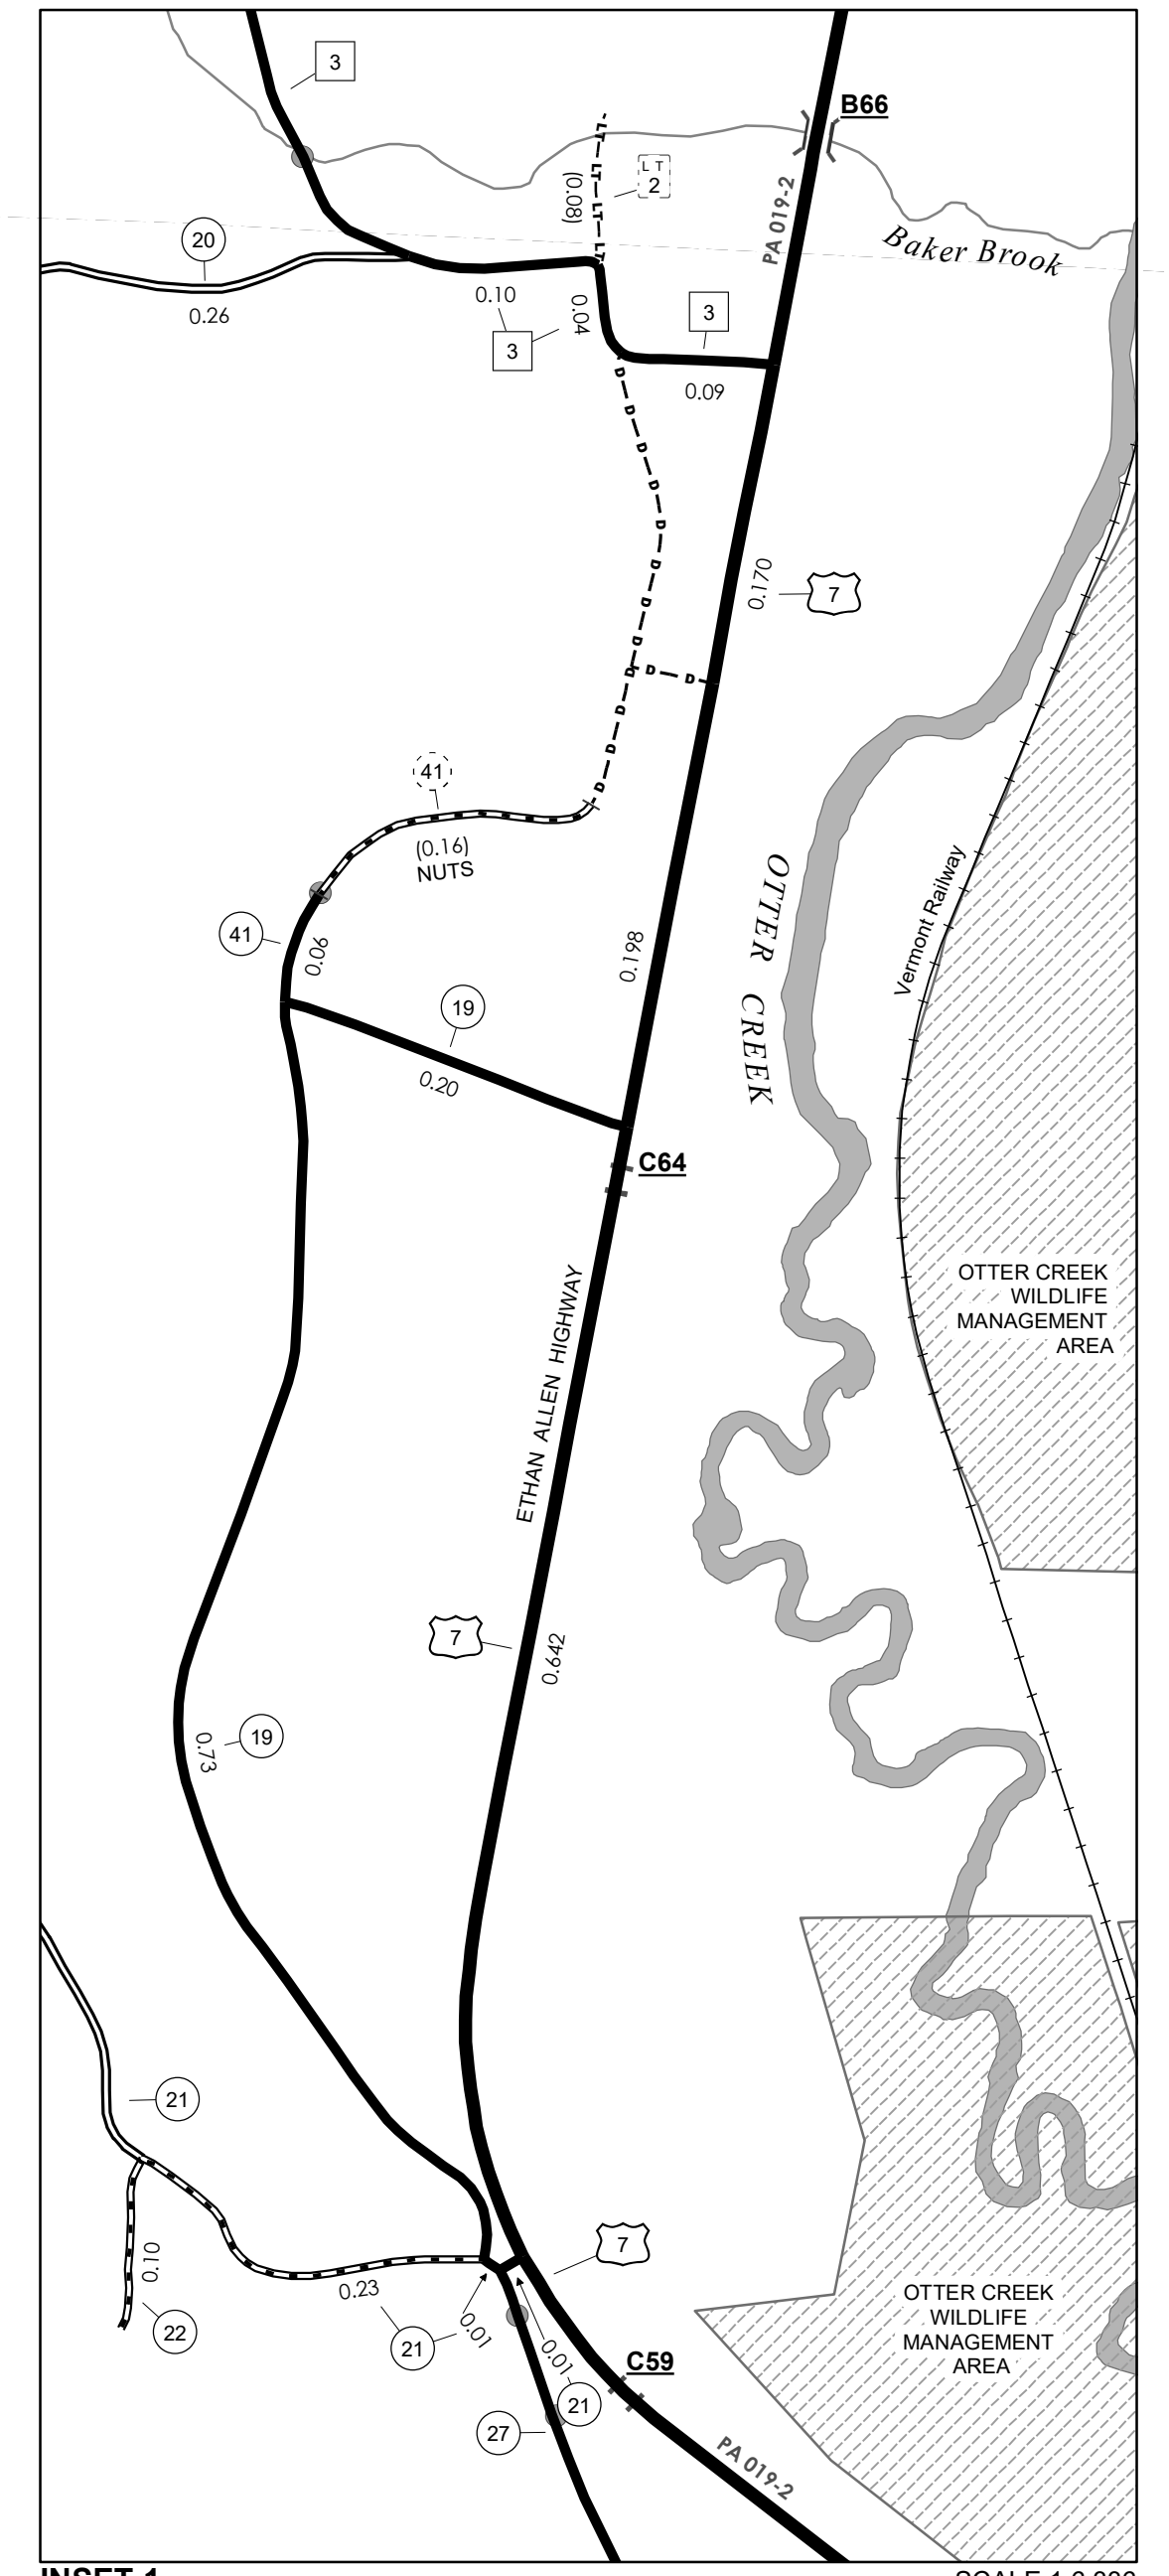 3
B66
L T
2
(0.08)
LT
LT
LT
PA 019-2
20
0.26
Baker Brook
0.10
0.04
3
3
0.09
D
D
D
D
D
D
D
D
D
D
D
D
D
D
0.170
7
41
(0.16)
NUTS
41
0.06
19
0.20
0.198
OTTER CREEK
Vermont Railway
C64
OTTER CREEK
WILDLIFE
MANAGEMENT
AREA
ETHAN ALLEN HIGHWAY
7
0.642
0.73
19
21
7
0.10
22
0.23
21
0.01
0.01
21
27
C59
OTTER CREEK
WILDLIFE
MANAGEMENT
AREA
PA 019-2